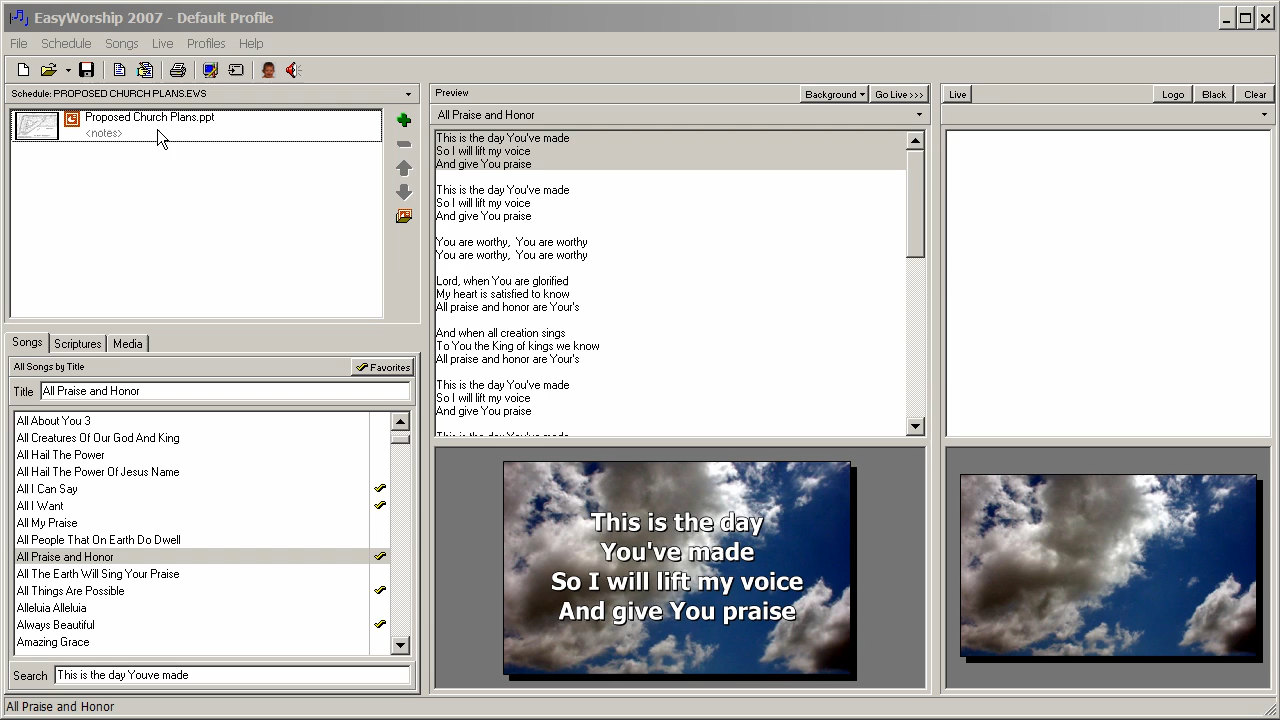 EasyWorship 2007 - Default Profile
File Schedule Songs Live Profiles Help
Schedule: PROPOSED CHURCH PLANS.EWS
Proposed Church Plans.ppt
<notes>
Songs Scriptures Media
All Songs by Title Favorites
Title All Praise and Honor
All About You 3
All Creatures Of Our God And King
All Hail The Power
All Hail The Power Of Jesus Name
All I Can Say
All I Want
All My Praise
All People That On Earth Do Dwell
All Praise and Honor
All The Earth Will Sing Your Praise
All Things Are Possible
Alleluia Alleluia
Always Beautiful
Amazing Grace
Search This is the day Youve made
Preview Background Go Live >>>
All Praise and Honor
This is the day You've made
So I will lift my voice
And give You praise
This is the day You've made
So I will lift my voice
And give You praise
You are worthy, You are worthy
You are worthy, You are worthy
Lord, when You are glorified
My heart is satisfied to know
All praise and honor are Your's
And when all creation sings
To You the King of kings we know
All praise and honor are Your's
This is the day You've made
So I will lift my voice
And give You praise
This is the day You've made
This is the day
You've made
So I will lift my voice
And give You praise
Live Logo Black Clear
All Praise and Honor